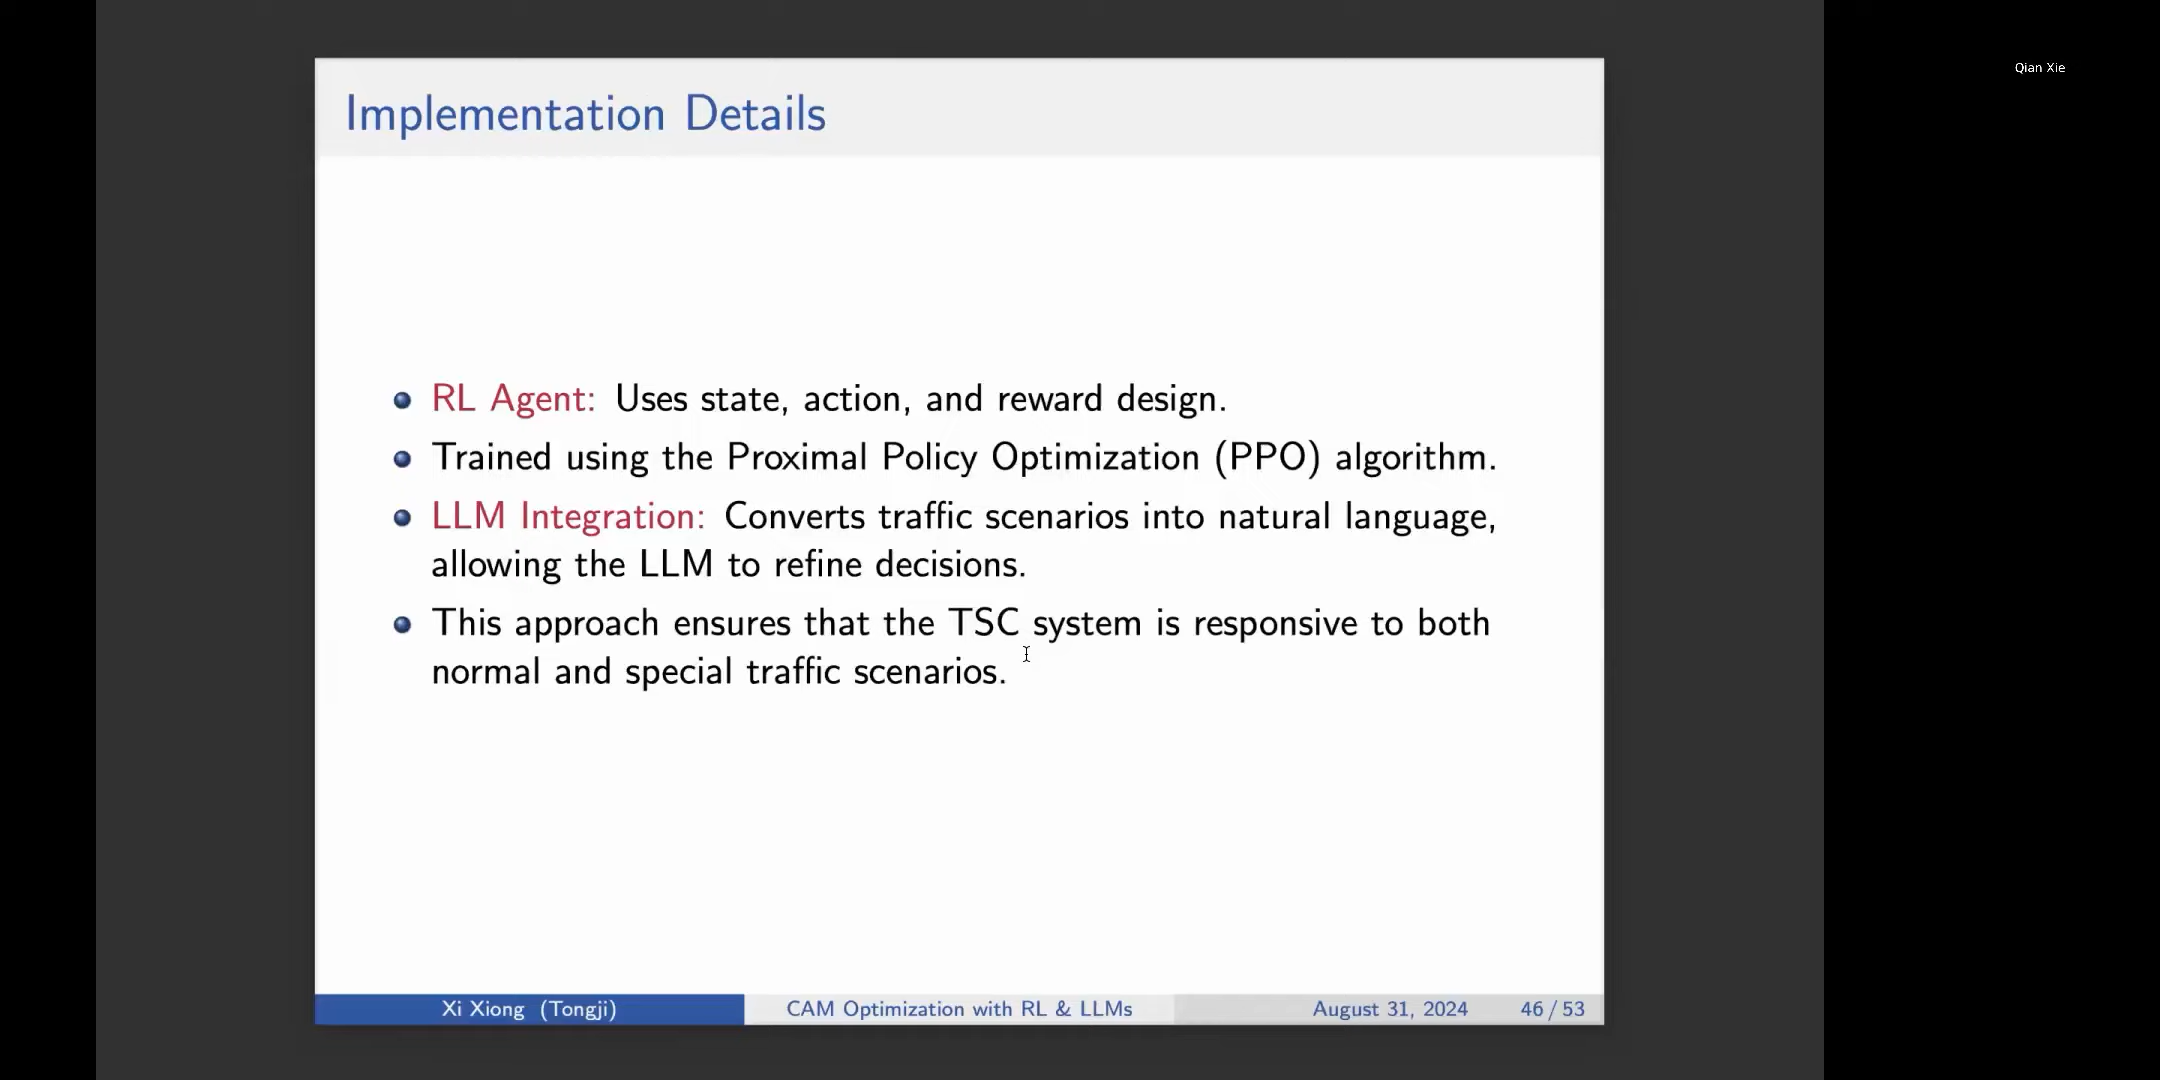 Qian Xie
Implementation Details
RL Agent: Uses state, action, and reward design.
Trained using the Proximal Policy Optimization (PPO) algorithm.
LLM Integration: Converts traffic scenarios into natural language,
allowing the LLM to refine decisions.
This approach ensures that the TSC system is responsive to both
normal and special traffic scenarios.
Xi Xiong (Tongji) CAM Optimization with RL & LLMs August 31, 2024 46 / 53